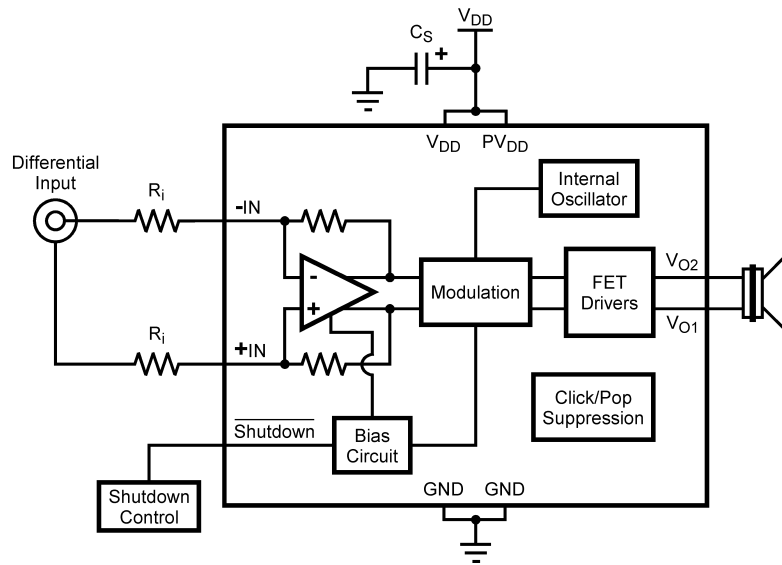 VDD
CS
+
VDD PVDD
Differential
Input
Ri
-IN
Internal
Oscillator
-
+
Modulation
FET
Drivers
VO2
VO1
Ri
+IN
Click/Pop
Suppression
Shutdown
Bias
Circuit
Shutdown
Control
GND GND